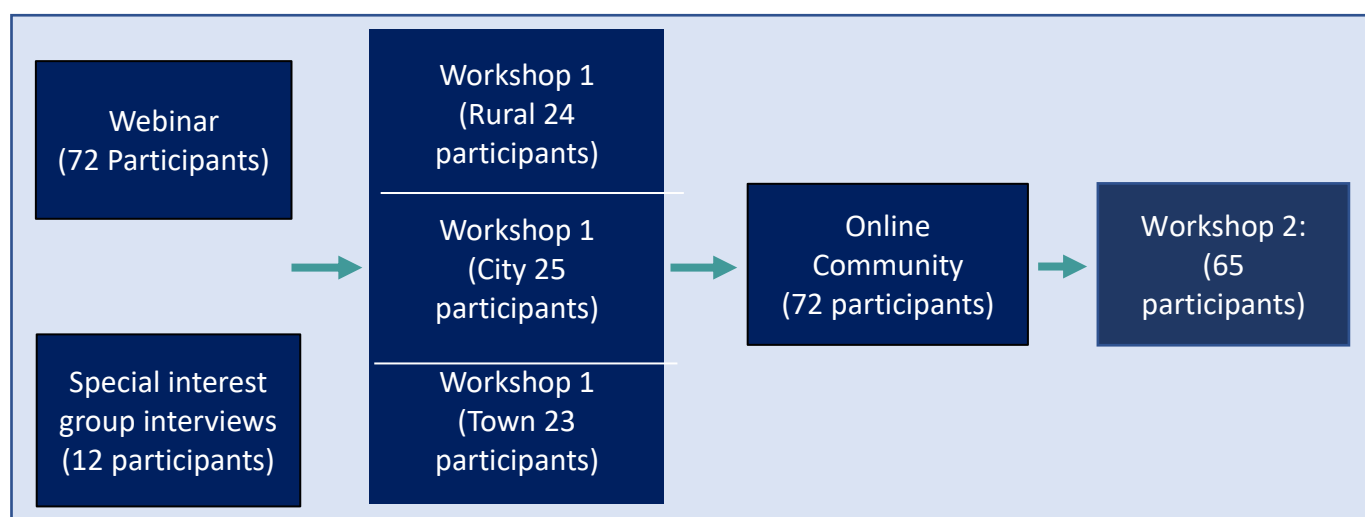 Webinar
(72 Participants)
Special interest
group interviews
(12 participants)
Workshop 1
(Rural 24
participants)
Workshop 1
(City 25
participants)
Workshop 1
(Town 23
participants)
Online
Community
(72 participants)
Workshop 2:
(65
participants)